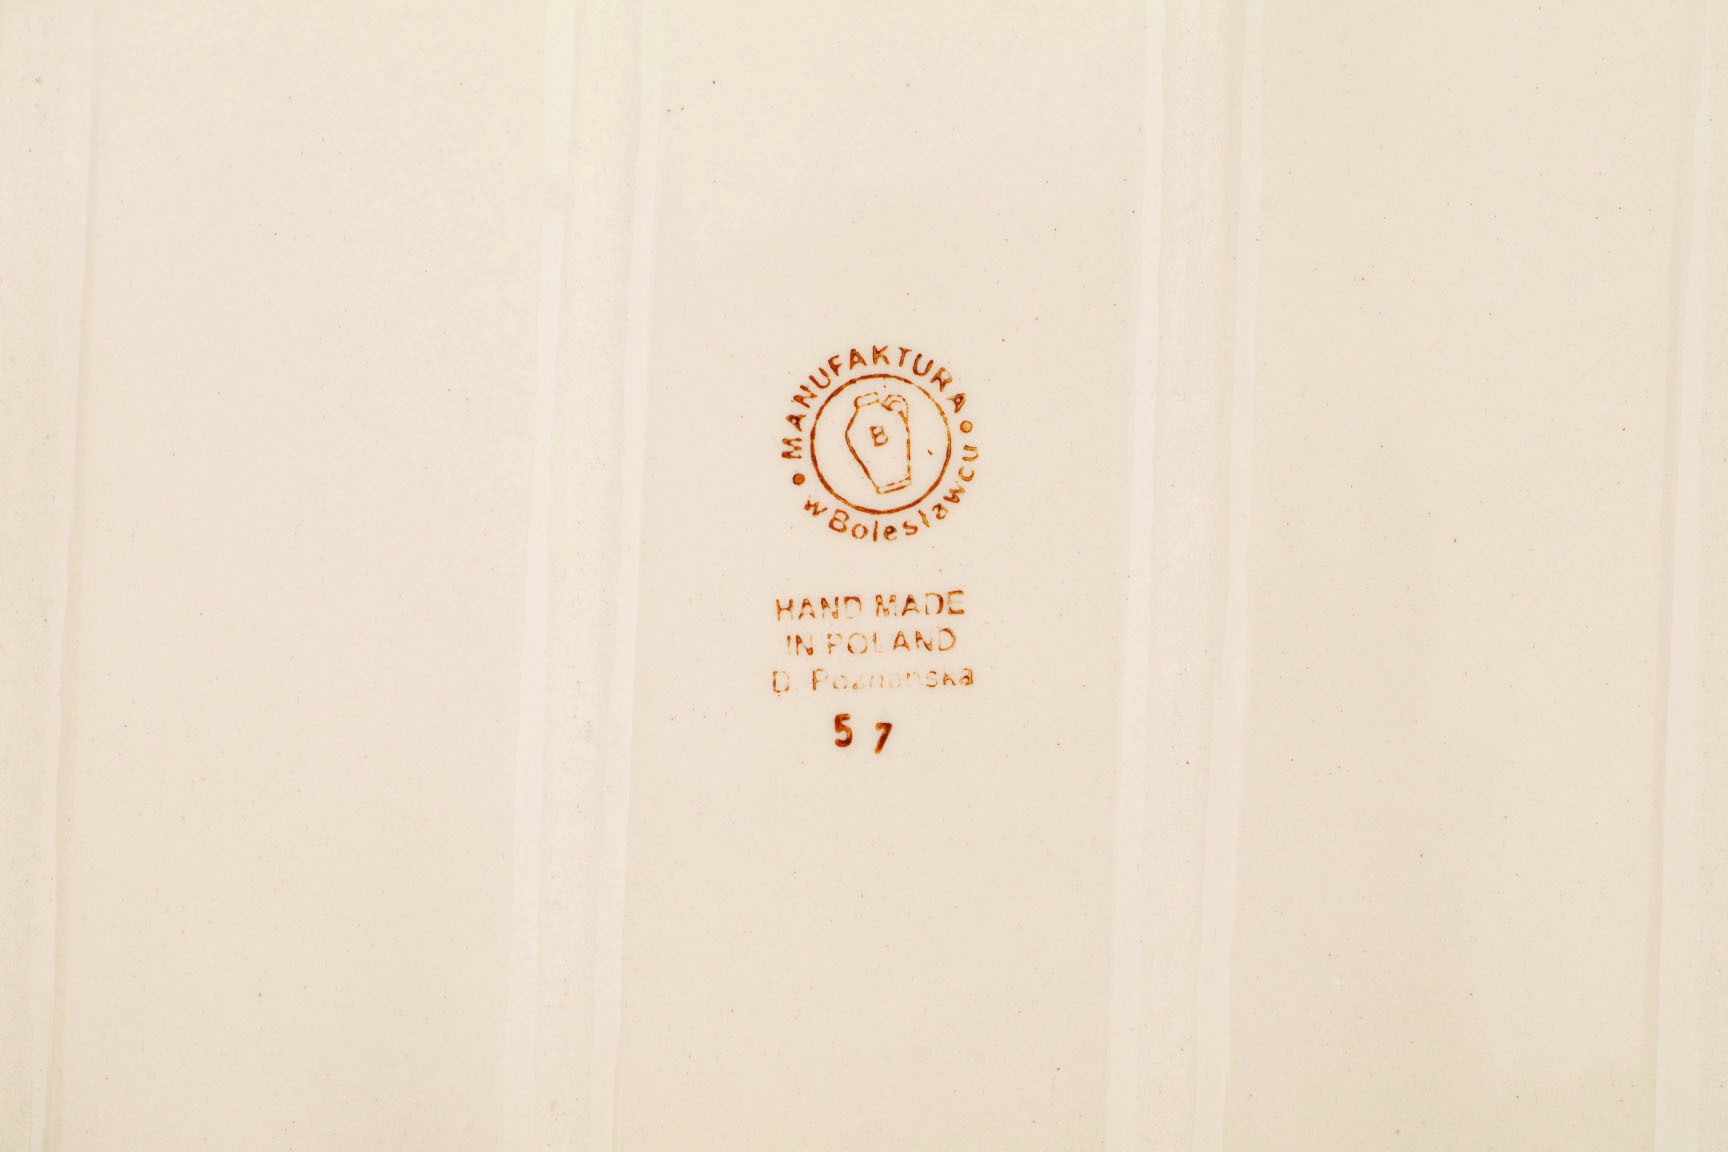 MANUFAKTURA
w Bolesławcu
B
HAND MADE
IN POLAND
D. Poznanska
5 7